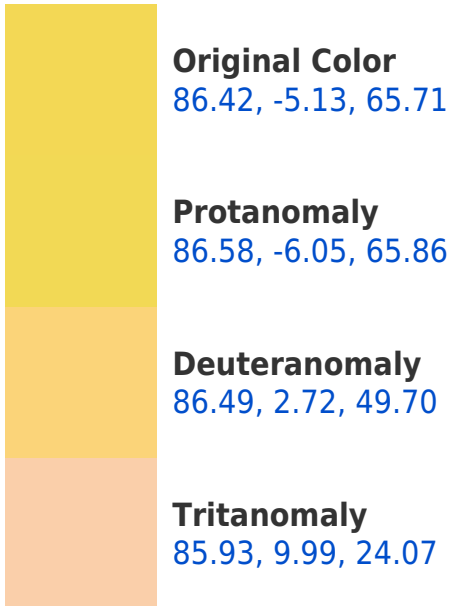 Original Color
86.42, -5.13, 65.71
Protanomaly
86.58, -6.05, 65.86
Deuteranomaly
86.49, 2.72, 49.70
Tritanomaly
85.93, 9.99, 24.07